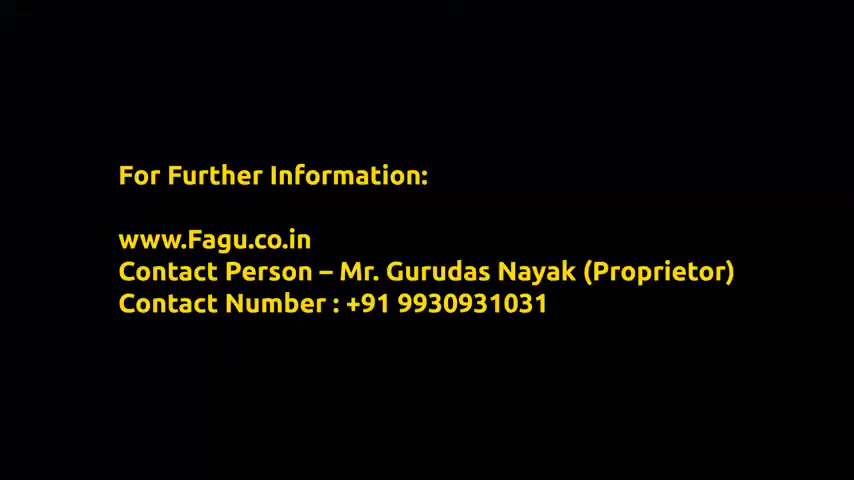 For Further Information:
www.Fagu.co.in
Contact Person – Mr. Gurudas Nayak (Proprietor)
Contact Number : +91 9930931031